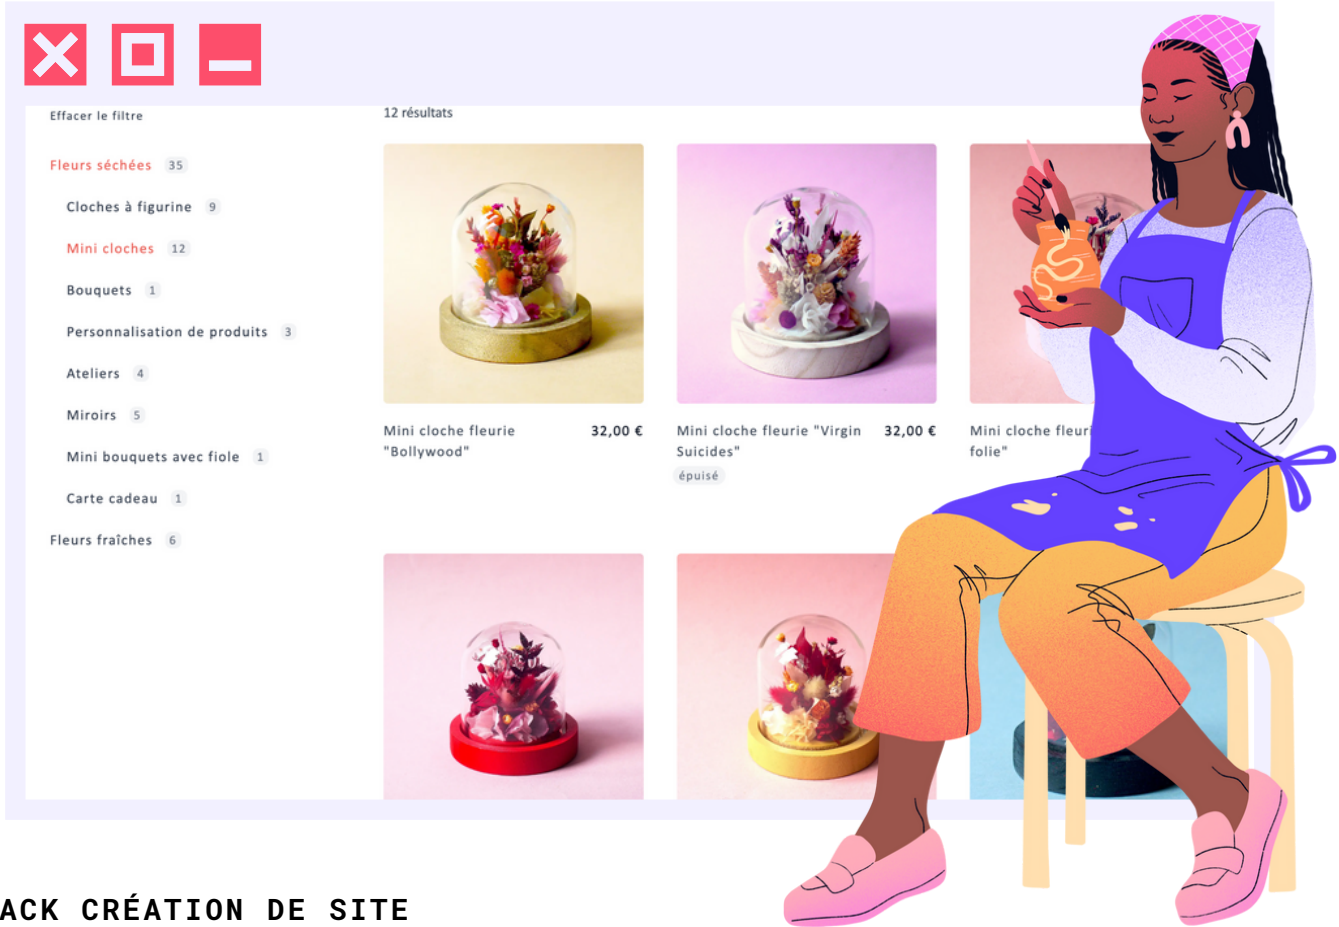 Effacer le filtre
12 résultats
Fleurs séchées 35
Cloches à figurine 9
Mini cloches 12
Bouquets 1
Personnalisation de produits 3
Ateliers 4
Miroirs 5
Mini bouquets avec fiole 1
Carte cadeau 1
Fleurs fraîches 6
Mini cloche fleurie 32,00 €
"Bollywood"
Mini cloche fleurie "Virgin 32,00 €
Suicides"
épuisé
Mini cloche fleuri
folie"
ACK CRÉATION DE SITE